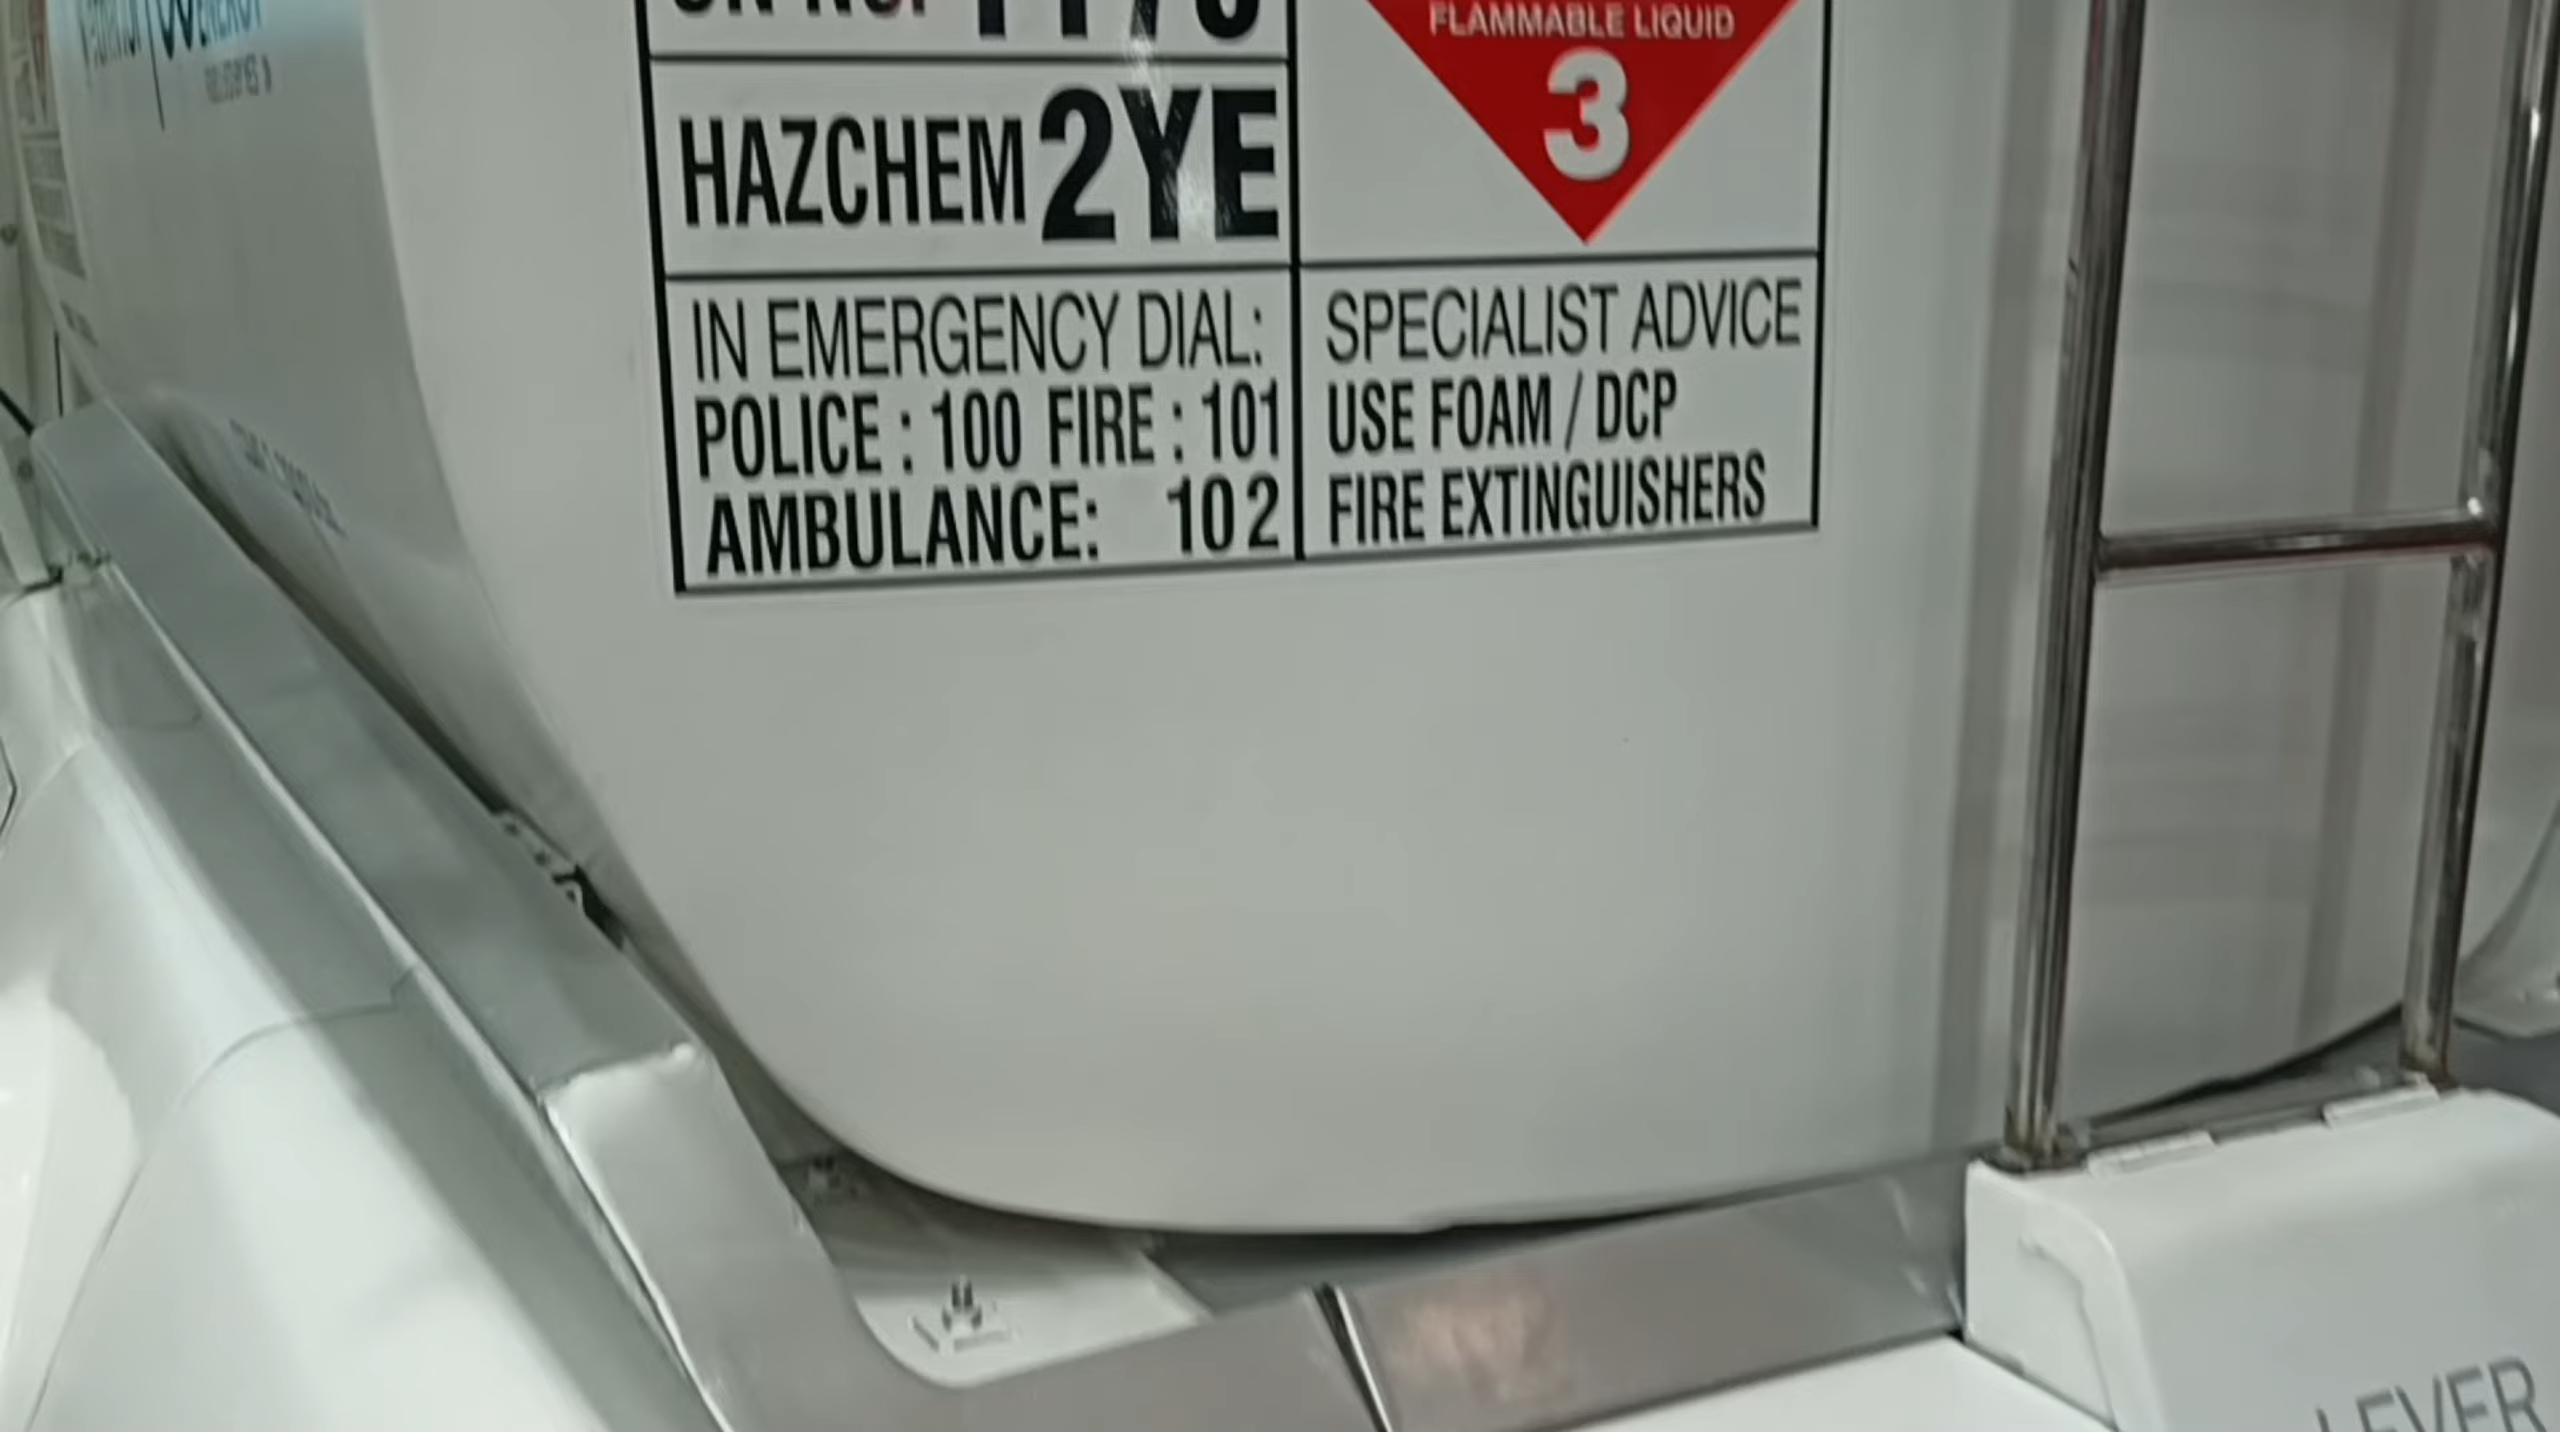 FLAMMABLE LIQUID
3
HAZCHEM 2YE
IN EMERGENCY DIAL:
POLICE : 100 FIRE : 101
AMBULANCE: 102
SPECIALIST ADVICE
USE FOAM / DCP
FIRE EXTINGUISHERS
LEVER